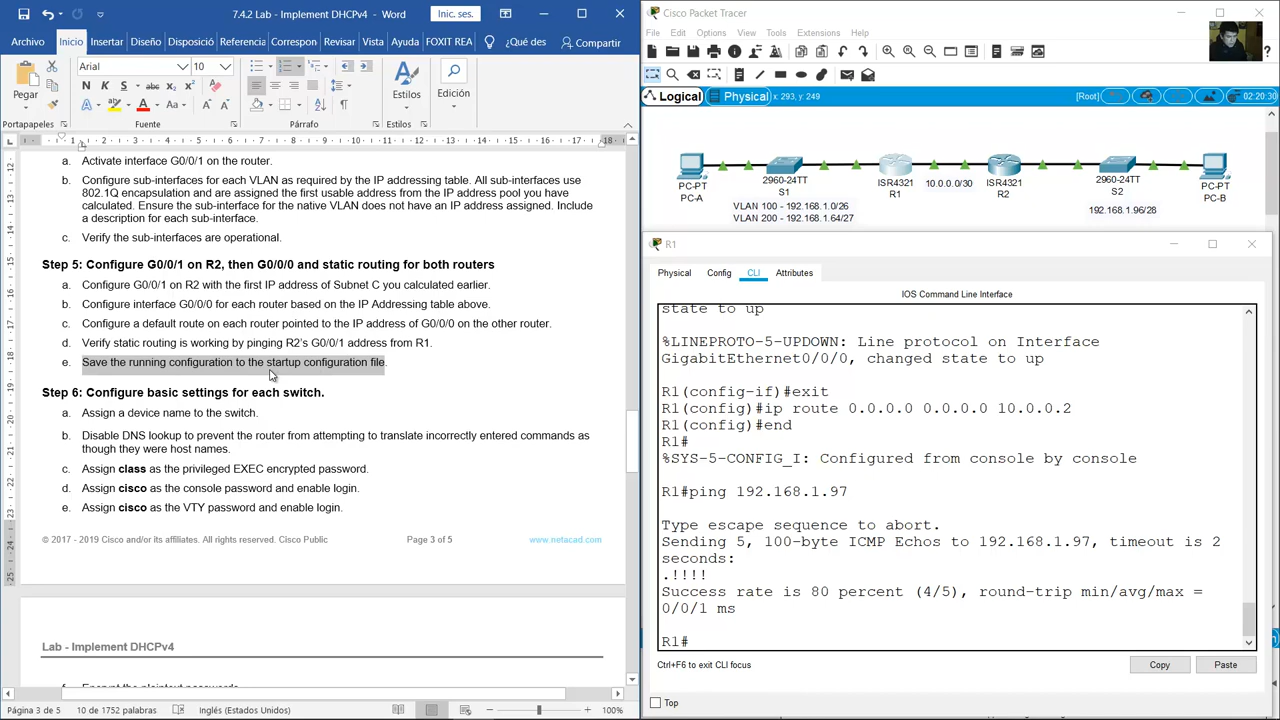 7.4.2 Lab - Implement DHCPv4 - Word
Inic. ses.
Archivo Inicio Insertar Disposició Referencia Correspon Revisar Vista Ayuda FOXIT REA ¿Qué des Compartir
Arial 10
Pegar
N K S abc x₂ x²
A Aa A A
Estilos
Edición
Portapapeles Fuente Párrafo Estilos
1 2 3 4 5 6 7 8 9 10 11 12 13 14 15 16 17 18
a. Activate interface G0/0/1 on the router.
by the IP addressing table. All subinterfaces use
802.1Q encapsulation and are assigned the first usable address from the IP address pool you have
calculated. Ensure the sub-interface for the native VLAN does not have an IP address assigned. Include
a description for each sub-interface.
c. Verify the sub-interfaces are operational.
Step 5: Configure G0/0/1 on R2, then G0/0/0 and static routing for both routers
a. Configure G0/0/1 on R2 with the first IP address of Subnet C you calculated earlier.
b. Configure interface G0/0/0 for each router based on the IP Addressing table above.
c. Configure a default route on each router pointed to the IP address of G0/0/0 on the other router.
d. Verify static routing is working by pinging R2's G0/0/1 address from R1.
e. Save the running configuration to the startup configuration file.
Step 6: Configure basic settings for each switch.
a. Assign a device name to the switch.
b. Disable DNS lookup to prevent the router from attempting to translate incorrectly entered commands as
though they were host names.
c. Assign class as the privileged EXEC encrypted password.
d. Assign cisco as the console password and enable login.
e. Assign cisco as the VTY password and enable login.
© 2017 - 2019 Cisco and/or its affiliates. All rights reserved. Cisco Public Page 3 of 5 www.netacad.com
Lab - Implement DHCPv4
Página 3 de 5 10 de 1752 palabras Inglés (Estados Unidos) 100%
Cisco Packet Tracer
File Edit Options View Tools Extensions Help
Logical Physical x: 293, y: 249 [Root] 02:20:30
PC-PT
PC-A
2960-24TT
S1
ISR4321
R1
10.0.0.0/30
ISR4321
R2
2960-24TT
S2
PC-PT
PC-B
VLAN 100 - 192.168.1.0/26
VLAN 200 - 192.168.1.64/27
192.168.1.96/28
R1
Physical Config CLI Attributes
IOS Command Line Interface
state to up
%LINEPROTO-5-UPDOWN: Line protocol on Interface
GigabitEthernet0/0/0, changed state to up
R1(config-if)#exit
R1(config)#ip route 0.0.0.0 0.0.0.0 10.0.0.2
R1(config)#end
R1#
%SYS-5-CONFIG_I: Configured from console by console
R1#ping 192.168.1.97
Type escape sequence to abort.
Sending 5, 100-byte ICMP Echos to 192.168.1.97, timeout is 2
seconds:
.!!!!
Success rate is 80 percent (4/5), round-trip min/avg/max =
0/0/1 ms
R1#
Ctrl+F6 to exit CLI focus
Copy Paste
Top